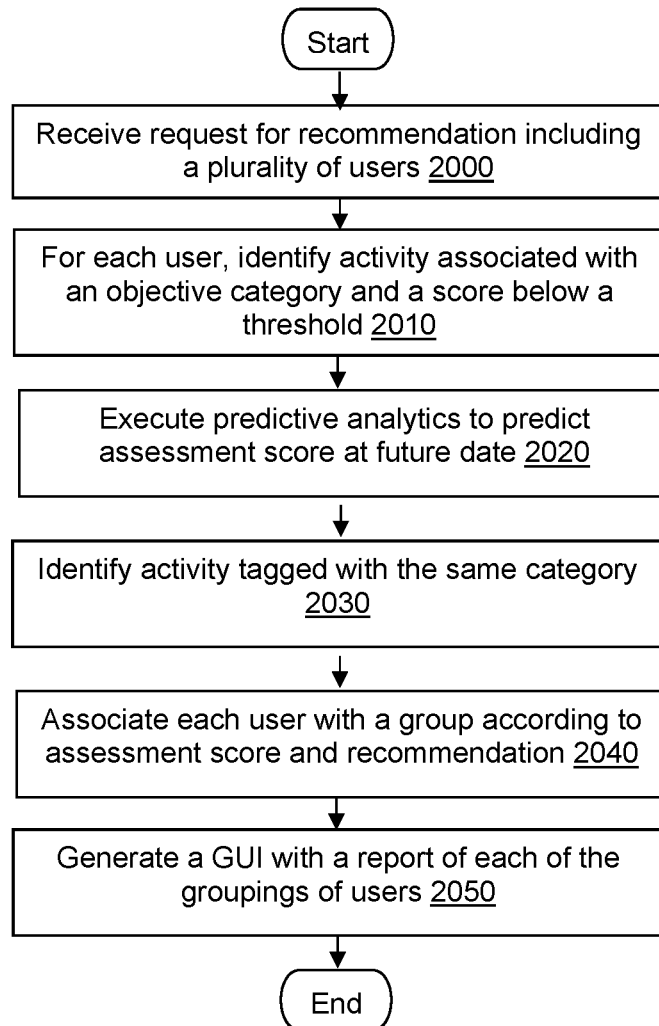 Start
Receive request for recommendation including
a plurality of users 2000
For each user, identify activity associated with
an objective category and a score below a
threshold 2010
Execute predictive analytics to predict
assessment score at future date 2020
Identify activity tagged with the same category
2030
Associate each user with a group according to
assessment score and recommendation 2040
Generate a GUI with a report of each of the
groupings of users 2050
End